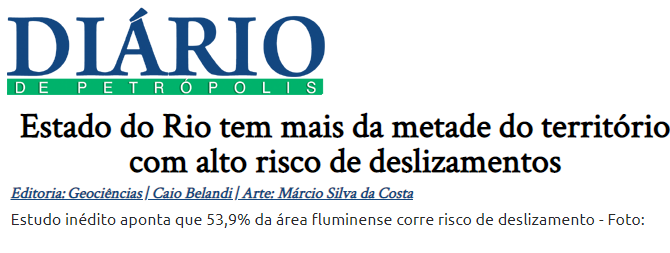 DIÁRIO
DE PETRÓPOLIS
Estado do Rio tem mais da metade do território
com alto risco de deslizamentos
Editoria: Geociências | Caio Belandi | Arte: Márcio Silva da Costa
Estudo inédito aponta que 53,9% da área fluminense corre risco de deslizamento - Foto: